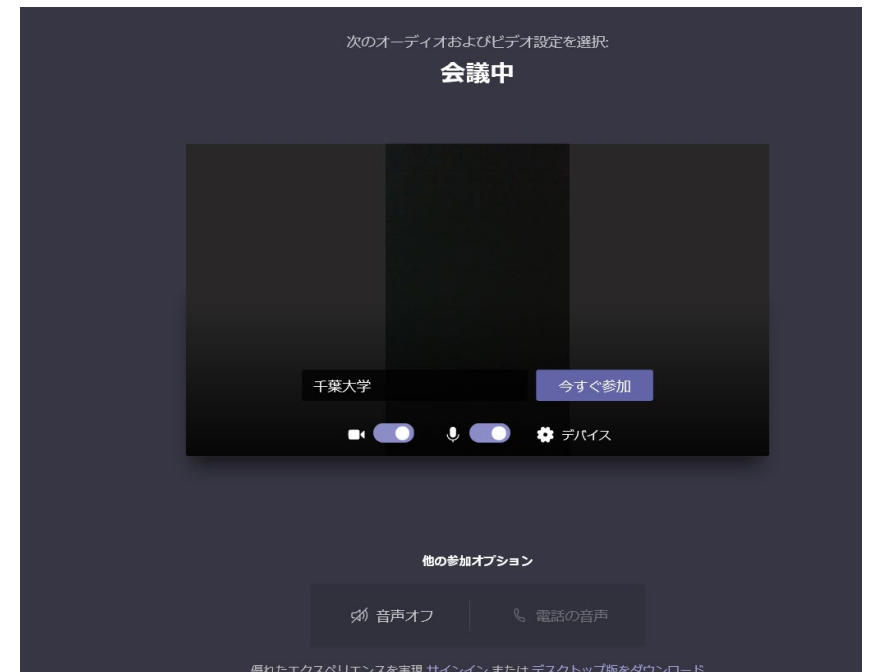 次のオーディオおよびビデオ設定を選択:
会議中
千葉大学 今すぐ参加
デバイス
他の参加オプション
音声オフ 電話の音声
優れたエクスペリエンスを実現 サインイン または デスクトップ版をダウンロード